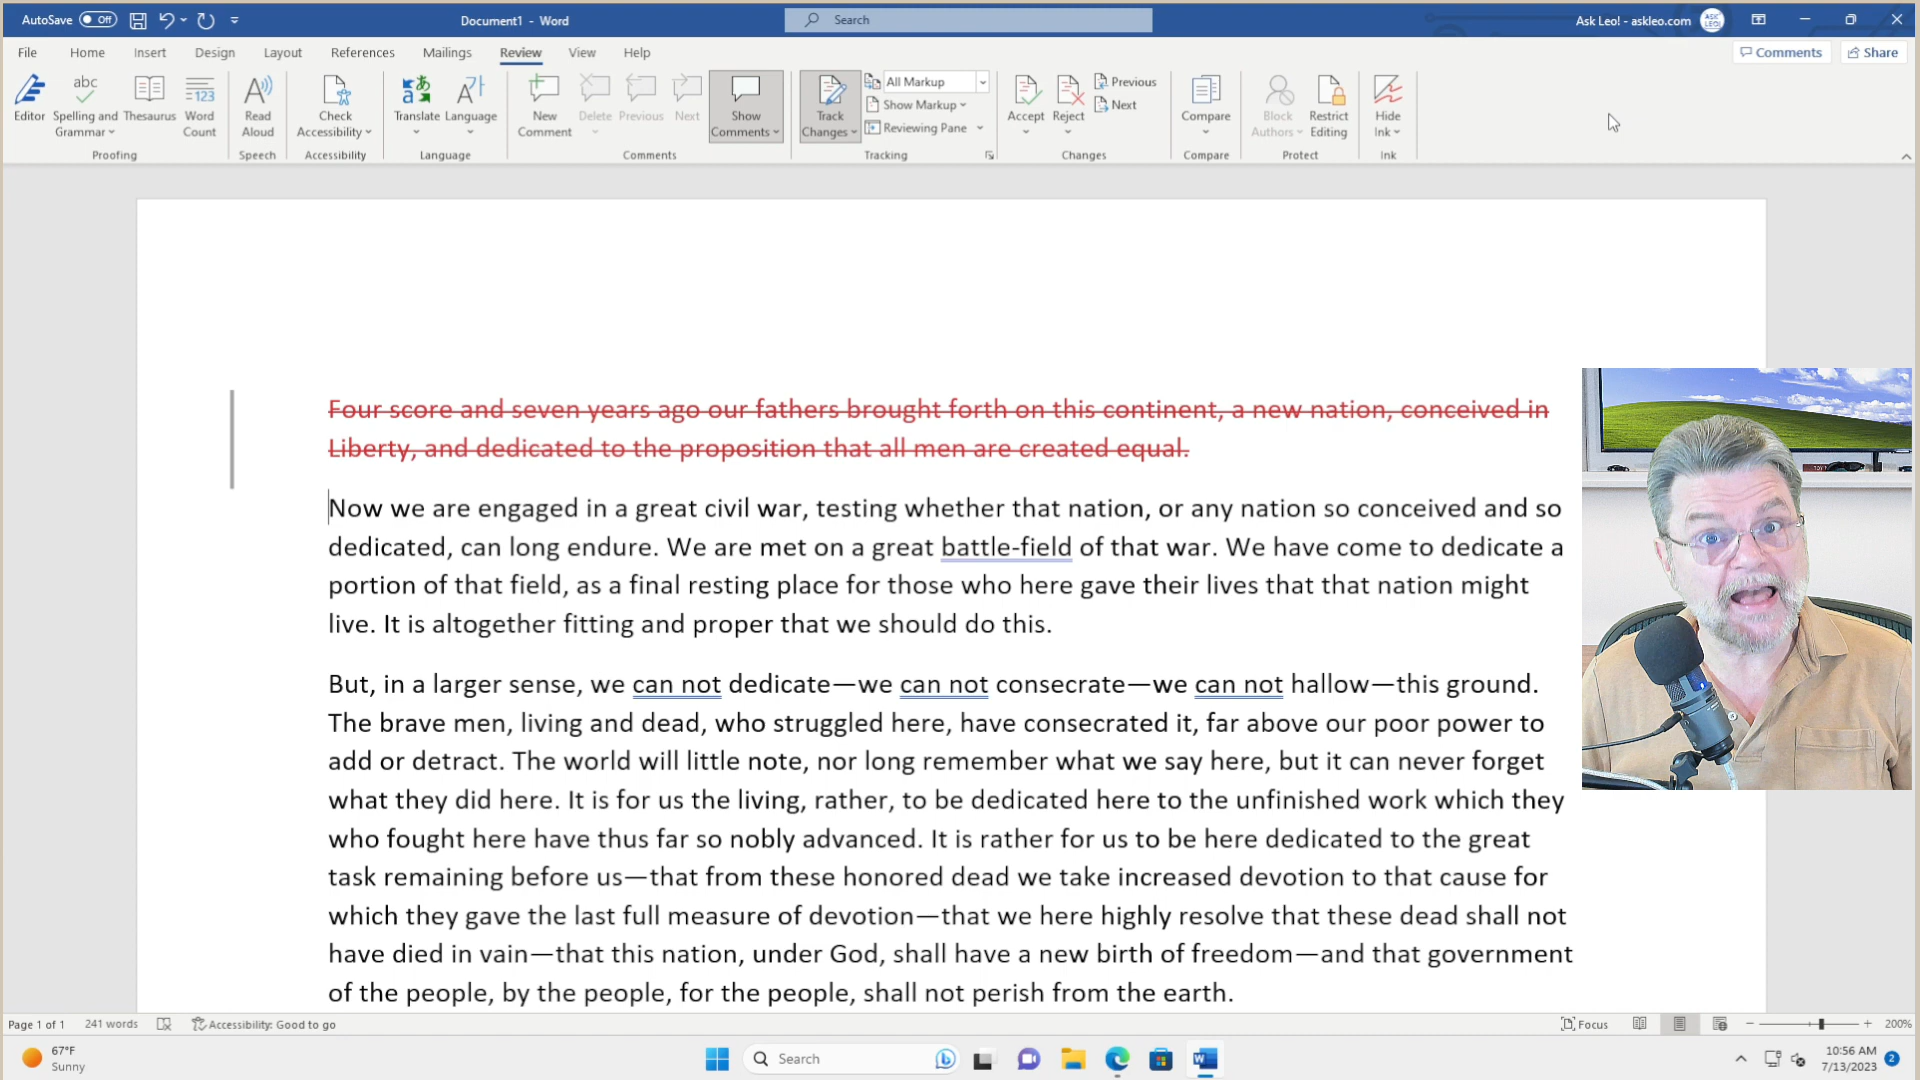 AutoSave Off Document1 - Word Search Ask Leo! - askleo.com ASK LEO!
File Home Insert Design Layout References Mailings Review View Help Comments Share
Editor
abc
Spelling and Grammar
Thesaurus
123
Word Count
Read Aloud
Check Accessibility
Translate
Language
New Comment
Delete
Previous
Next
Show Comments
Track Changes
All Markup
Show Markup
Reviewing Pane
Accept
Reject
Previous
Next
Compare
Block Authors
Restrict Editing
Hide Ink
Proofing Speech Accessibility Language Comments Tracking Changes Compare Protect Ink
Four score and seven years ago our fathers brought forth on this continent, a new nation, conceived in
Liberty, and dedicated to the proposition that all men are created equal.
Now we are engaged in a great civil war, testing whether that nation, or any nation so conceived and so
dedicated, can long endure. We are met on a great battle-field of that war. We have come to dedicate a
portion of that field, as a final resting place for those who here gave their lives that that nation might
live. It is altogether fitting and proper that we should do this.
But, in a larger sense, we can not dedicate—we can not consecrate—we can not hallow—this ground.
The brave men, living and dead, who struggled here, have consecrated it, far above our poor power to
add or detract. The world will little note, nor long remember what we say here, but it can never forget
what they did here. It is for us the living, rather, to be dedicated here to the unfinished work which they
who fought here have thus far so nobly advanced. It is rather for us to be here dedicated to the great
task remaining before us—that from these honored dead we take increased devotion to that cause for
which they gave the last full measure of devotion—that we here highly resolve that these dead shall not
have died in vain—that this nation, under God, shall have a new birth of freedom—and that government
of the people, by the people, for the people, shall not perish from the earth.
Page 1 of 1 241 words Accessibility: Good to go Focus 200%
67°F
Sunny
Search
10:56 AM
7/13/2023
2